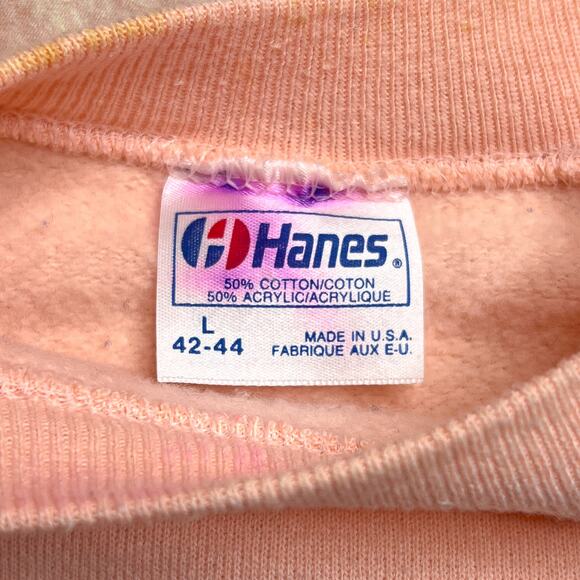 Hanes®
50% COTTON/COTON
50% ACRYLIC/ACRYLIQUE
L
42-44
MADE IN U.S.A.
FABRIQUE AUX E-U.